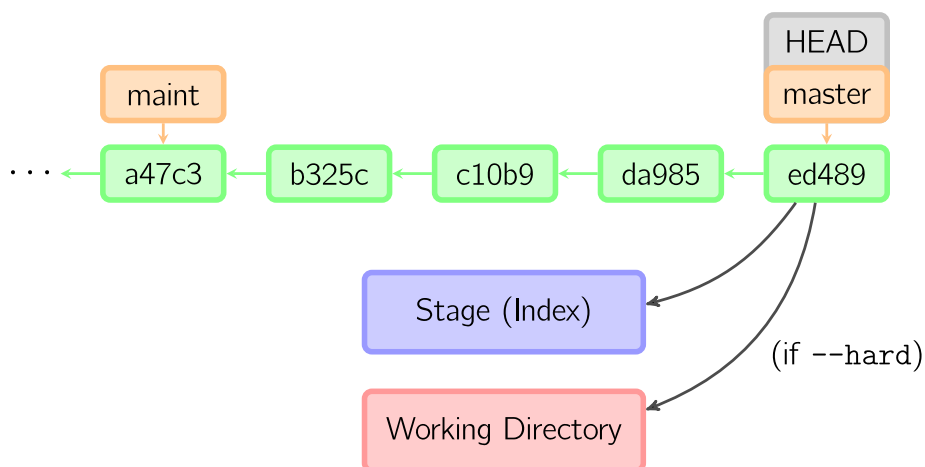 HEAD
maint
master
··· a47c3 b325c c10b9 da985 ed489
Stage (Index)
(if --hard)
Working Directory